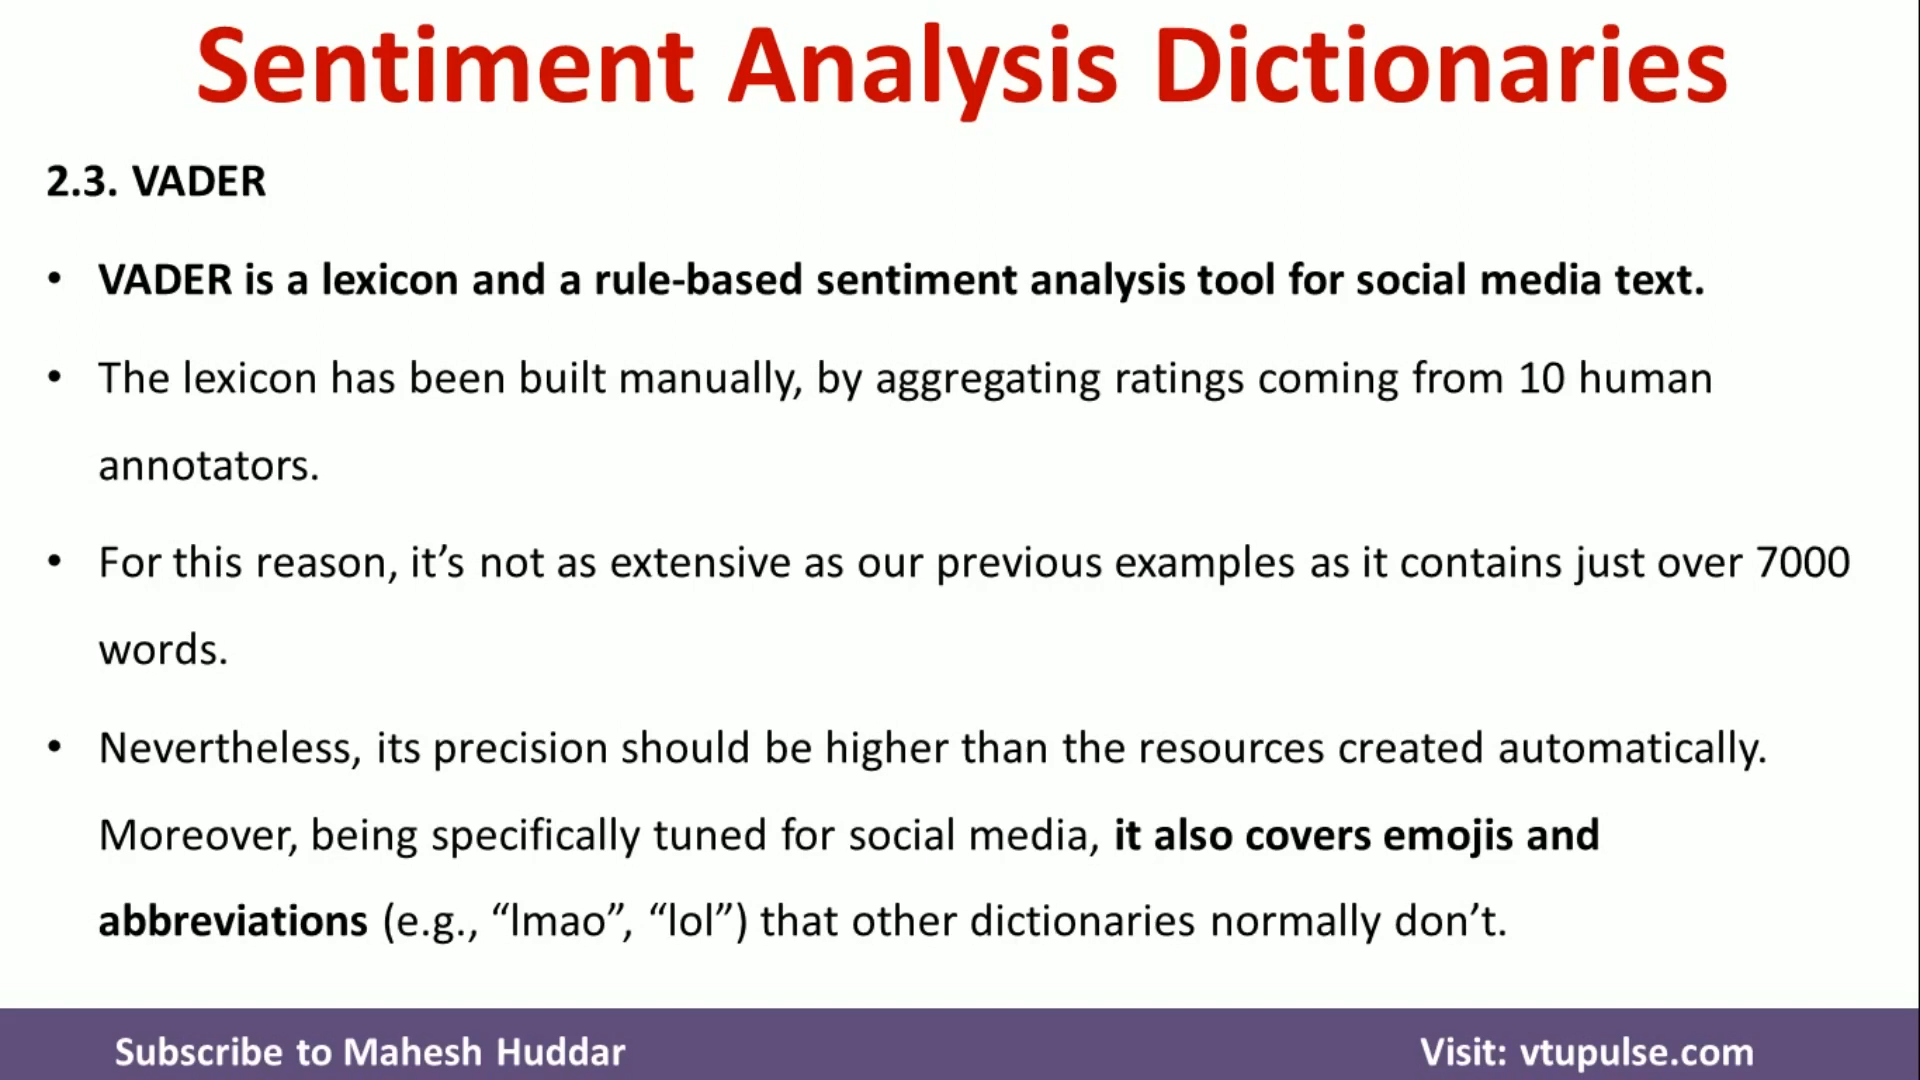 Sentiment Analysis Dictionaries
2.3. VADER
• VADER is a lexicon and a rule-based sentiment analysis tool for social media text.
• The lexicon has been built manually, by aggregating ratings coming from 10 human
annotators.
• For this reason, it’s not as extensive as our previous examples as it contains just over 7000
words.
• Nevertheless, its precision should be higher than the resources created automatically.
Moreover, being specifically tuned for social media, it also covers emojis and
abbreviations (e.g., “lmao”, “lol”) that other dictionaries normally don’t.
Subscribe to Mahesh Huddar
Visit: vtupulse.com